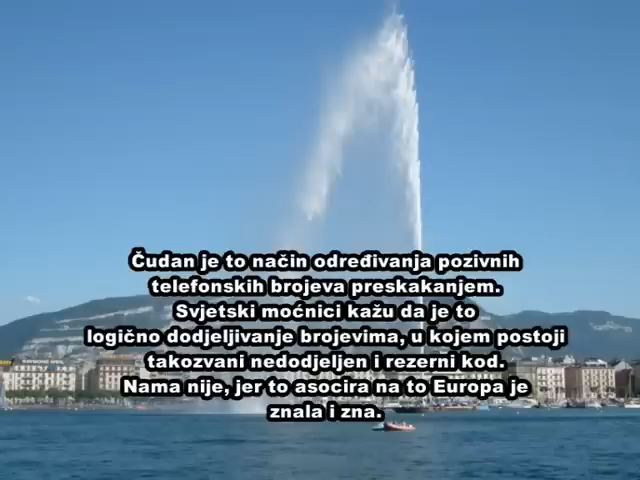 Čudan je to način određivanja pozivnih
telefonskih brojeva preskakanjem.
Svjetski moćnici kažu da je to
logično dodjeljivanje brojevima, u kojem postoji
takozvani nedodjeljen i rezerni kod.
Nama nije, jer to asocira na to Europa je
znala i zna.